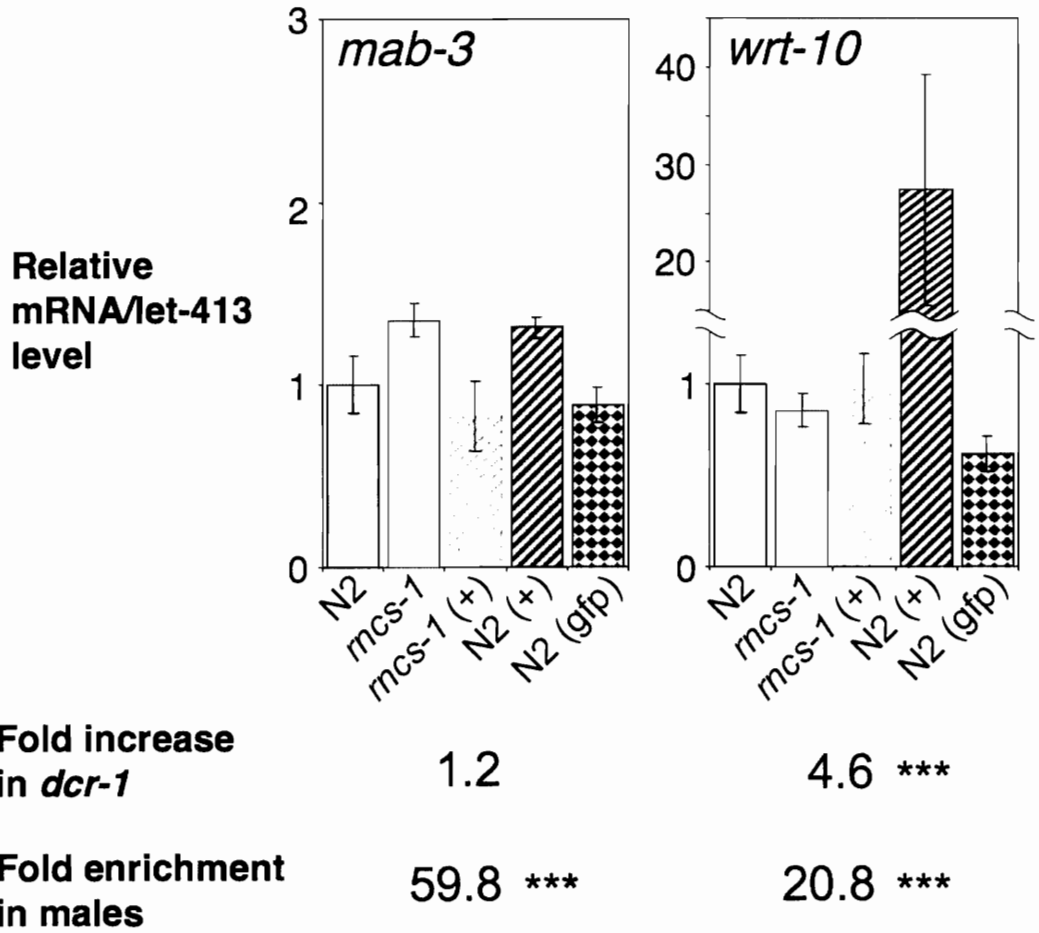 mab-3
wrt-10
3
2
1
0
40
30
20
1
0
Relative
mRNA/let-413
level
N2
rncs-1
rncs-1 (+)
N2 (+)
N2 (gfp)
N2
rncs-1
rncs-1 (+)
N2 (+)
N2 (gfp)
Fold increase
in dcr-1
1.2
4.6 ***
Fold enrichment
in males
59.8 ***
20.8 ***